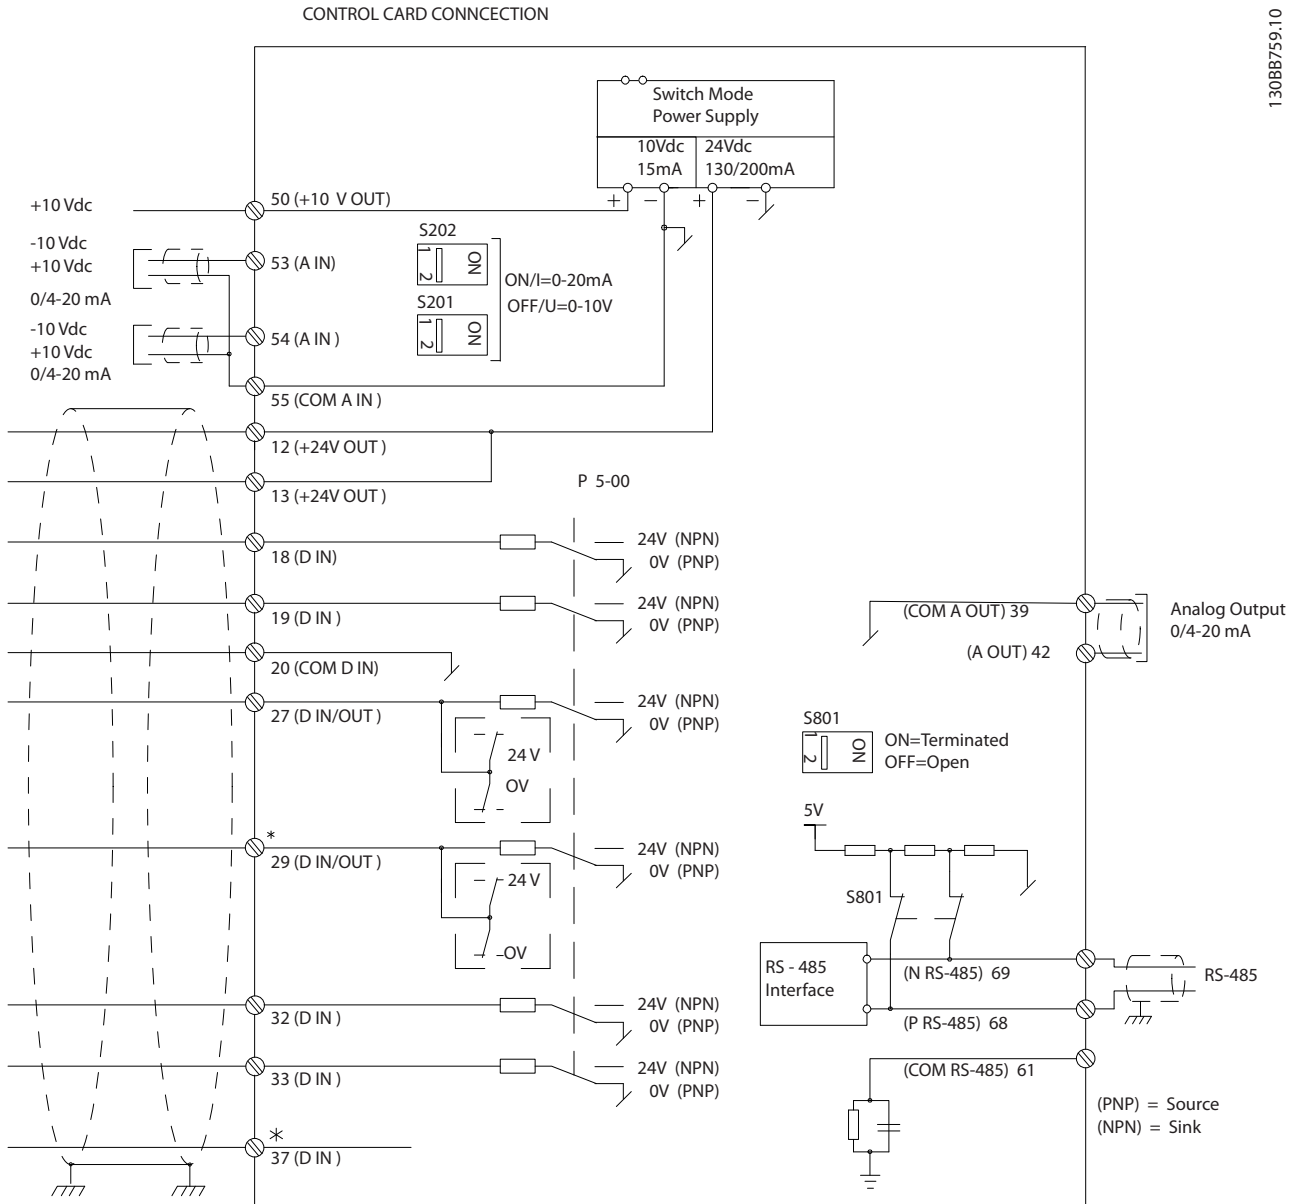 CONTROL CARD CONNCECTION
130BB759.10
Switch Mode
Power Supply
10Vdc
15mA
24Vdc
130/200mA
+ − + −
+10 Vdc
50 (+10 V OUT)
-10 Vdc
+10 Vdc
0/4-20 mA
53 (A IN)
S202
1
2
ON
ON/I=0-20mA
OFF/U=0-10V
S201
1
2
ON
-10 Vdc
+10 Vdc
0/4-20 mA
54 (A IN )
55 (COM A IN )
12 (+24V OUT )
13 (+24V OUT )
P 5-00
18 (D IN)
24V (NPN)
0V (PNP)
19 (D IN )
24V (NPN)
0V (PNP)
20 (COM D IN)
27 (D IN/OUT )
24V (NPN)
0V (PNP)
24 V
OV
*
29 (D IN/OUT )
24V (NPN)
0V (PNP)
24 V
OV
32 (D IN )
24V (NPN)
0V (PNP)
33 (D IN )
24V (NPN)
0V (PNP)
*
37 (D IN )
(COM A OUT) 39
(A OUT) 42
Analog Output
0/4-20 mA
S801
1
2
ON
ON=Terminated
OFF=Open
5V
S801
RS - 485
Interface
(N RS-485) 69
RS-485
(P RS-485) 68
(COM RS-485) 61
(PNP) = Source
(NPN) = Sink